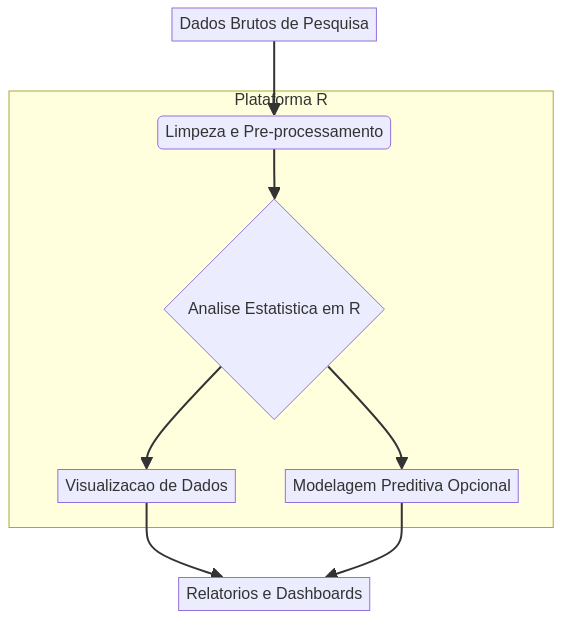 Dados Brutos de Pesquisa
Plataforma R
Limpeza e Pre-processamento
Analise Estatistica em R
Visualizacao de Dados
Modelagem Preditiva Opcional
Relatorios e Dashboards